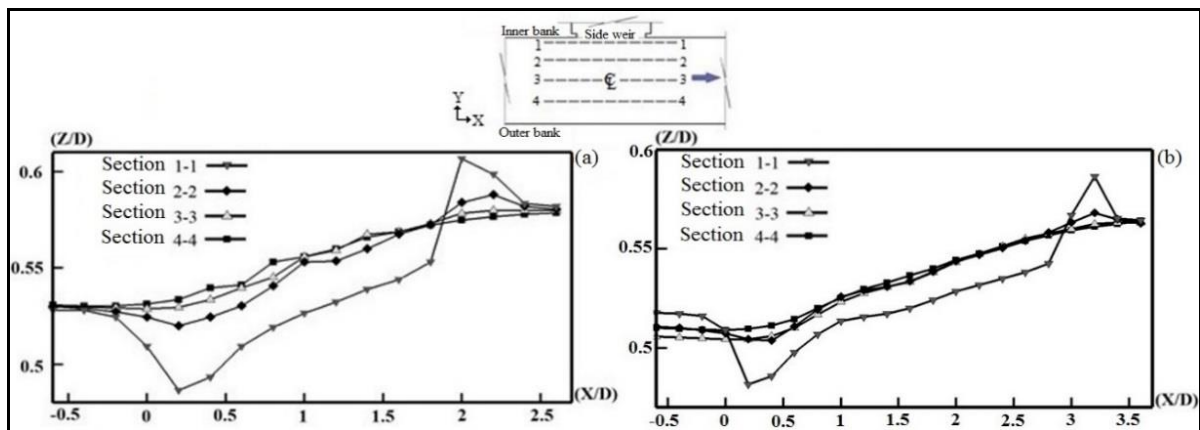 Inner bank
Side weir
1 1
2 2
3 ℄ 3
4 4
Y
X
Outer bank
(Z/D)
(a)
Section 1-1
Section 2-2
Section 3-3
Section 4-4
0.6
0.55
0.5
-0.5 0 0.5 1 1.5 2 2.5
(X/D)
(Z/D)
(b)
Section 1-1
Section 2-2
Section 3-3
Section 4-4
0.6
0.55
0.5
-0.5 0 0.5 1 1.5 2 2.5 3 3.5
(X/D)